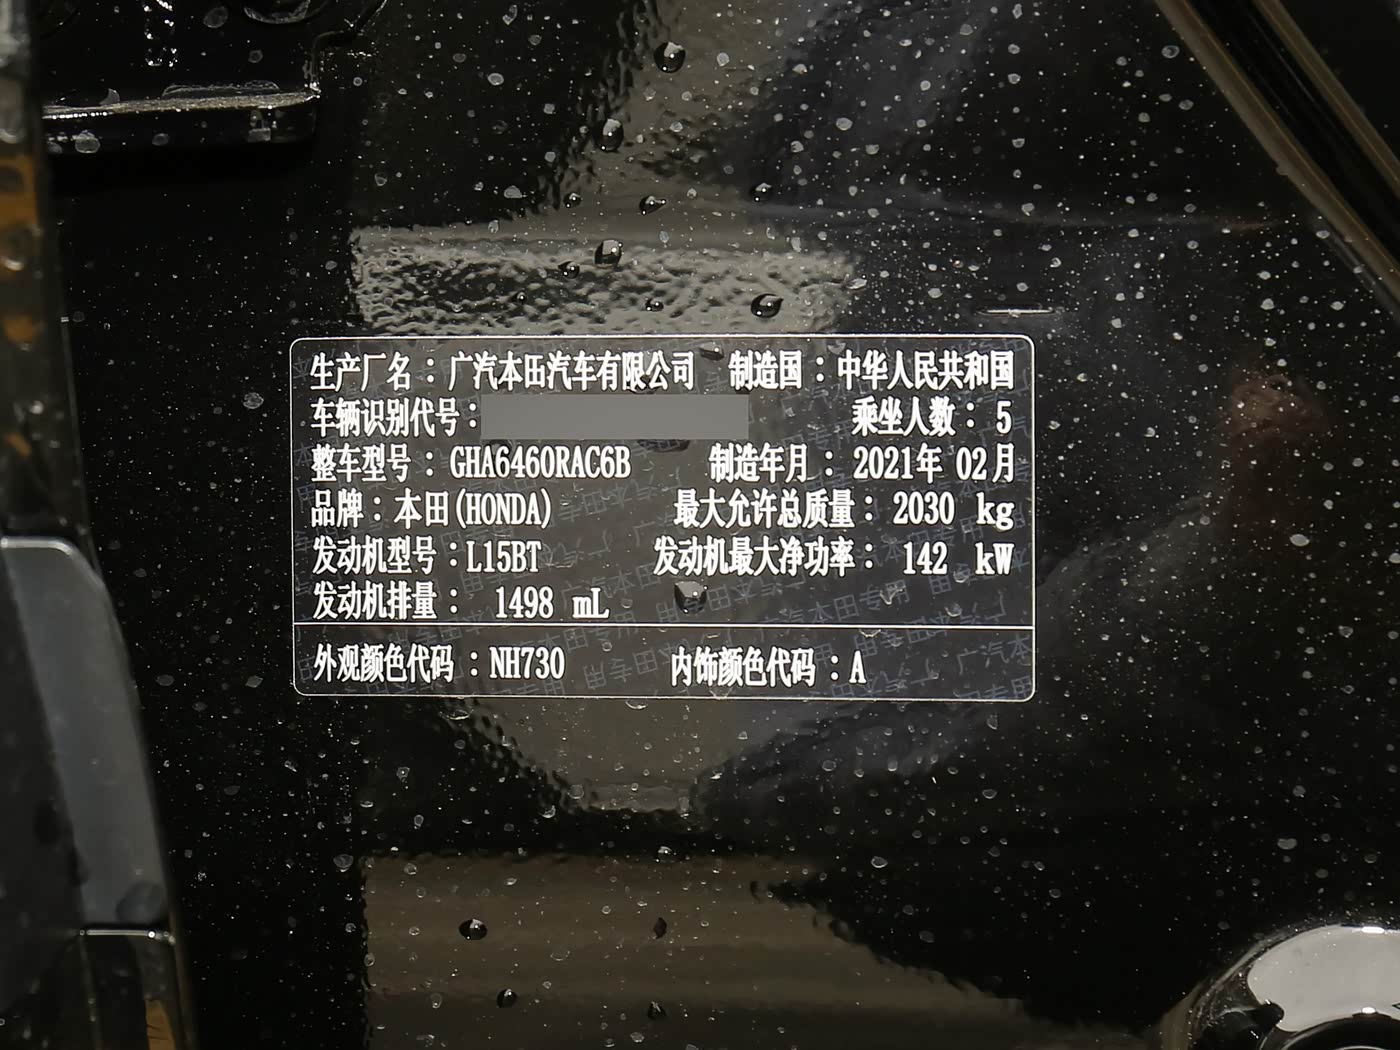 生产厂名：广汽本田汽车有限公司 制造国：中华人民共和国
车辆识别代号： 乘坐人数：5
整车型号：GHA6460RAC6B 制造年月：2021年 02月
品牌：本田(HONDA) 最大允许总质量：2030 kg
发动机型号：L15BT 发动机最大净功率：142 kW
发动机排量：1498 mL
外观颜色代码：NH730 内饰颜色代码：A